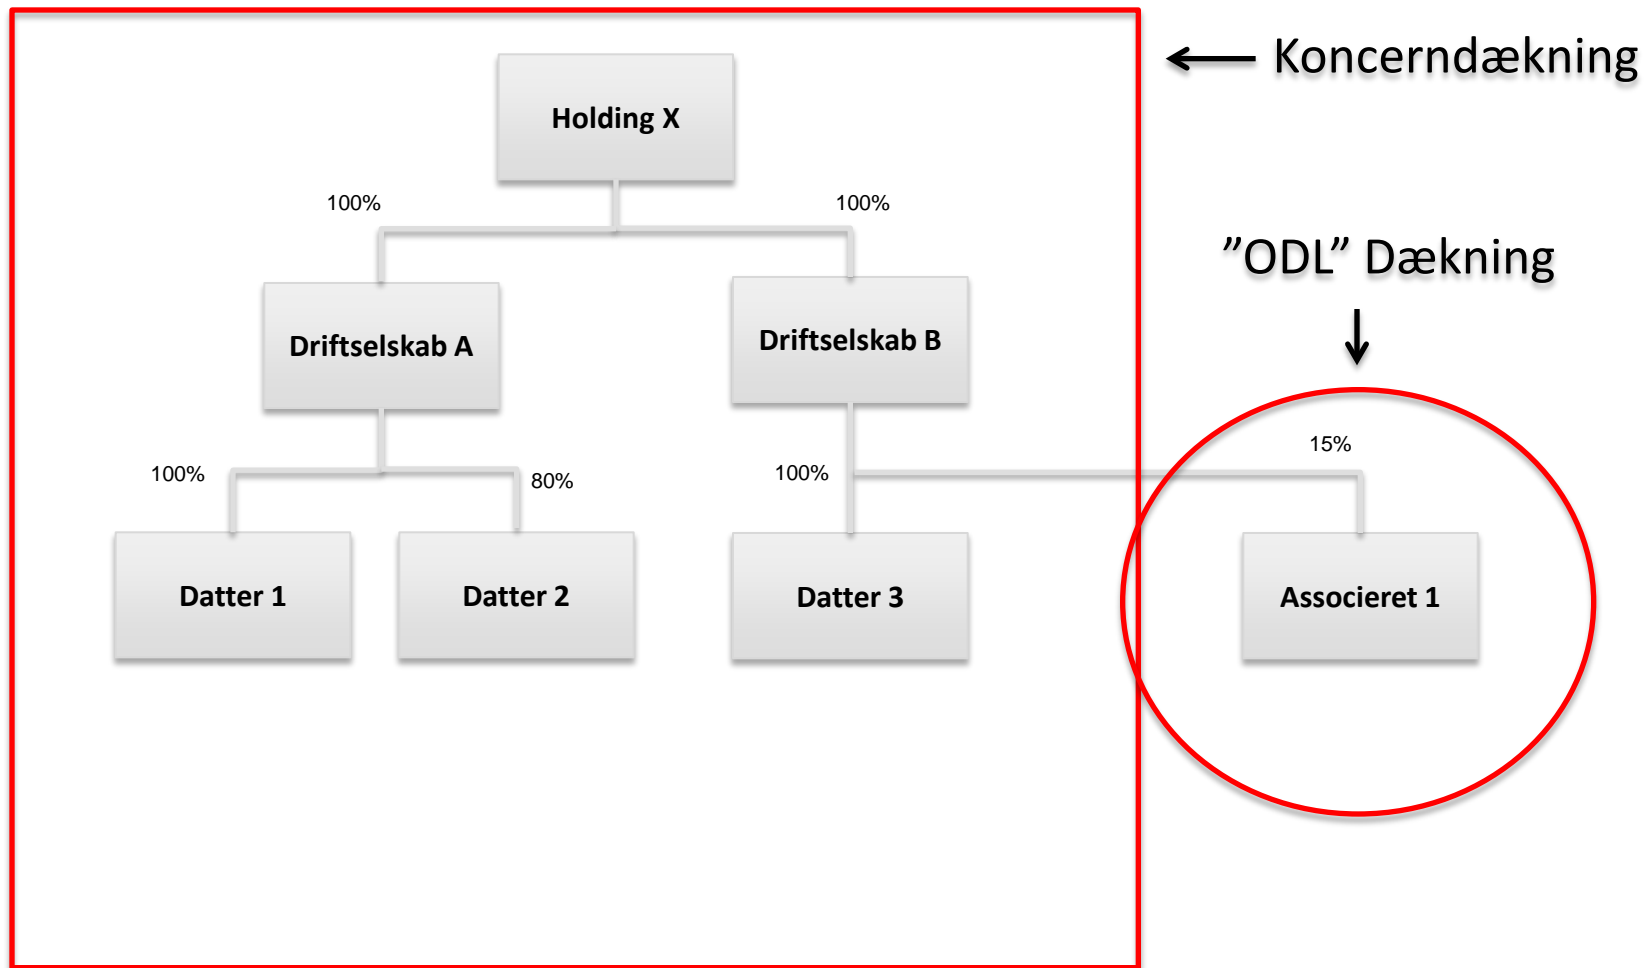 Koncerndækning
Holding X
100%
100%
”ODL” Dækning
Driftselskab A
Driftselskab B
15%
100%
80%
100%
Datter 1
Datter 2
Datter 3
Associeret 1